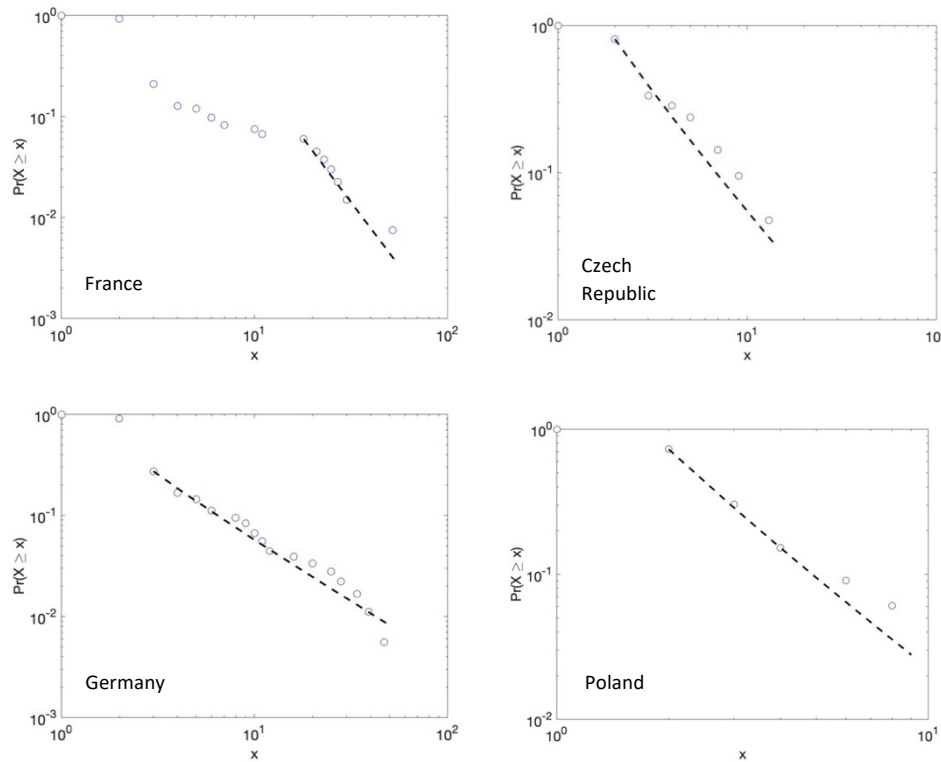 10⁰
10⁻¹
10⁻²
10⁻³
Pr(X ≥ x)
France
10⁰
10¹
10²
x
10⁰
10⁻¹
10⁻²
Pr(X ≥ x)
Czech
Republic
10⁰
10¹
10
x
10⁰
10⁻¹
10⁻²
10⁻³
Pr(X ≥ x)
Germany
10⁰
10¹
10²
x
10⁰
10⁻¹
10⁻²
Pr(X ≥ x)
Poland
10⁰
10¹
x